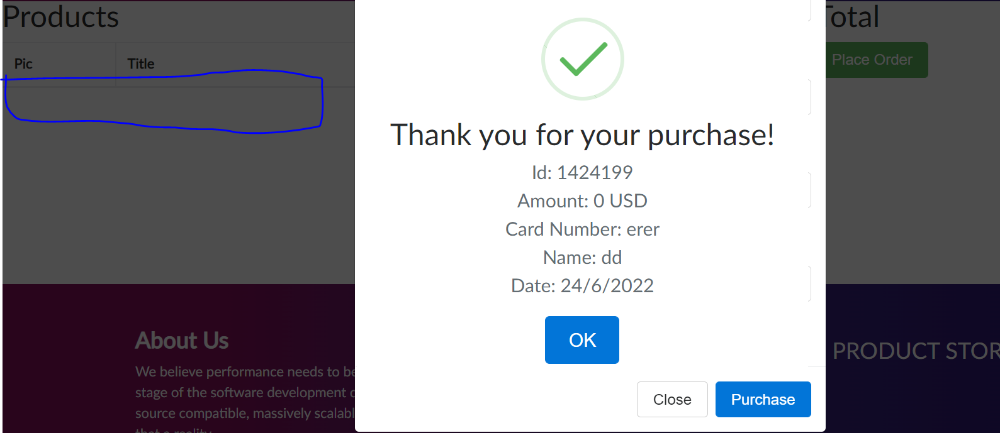 Products
Pic
Title
Total
Place Order
Thank you for your purchase!
Id: 1424199
Amount: 0 USD
Card Number: erer
Name: dd
Date: 24/6/2022
OK
Close
Purchase
About Us
We believe performance needs to be
stage of the software development
source compatible, massively scalabl
that a reality
PRODUCT STOR